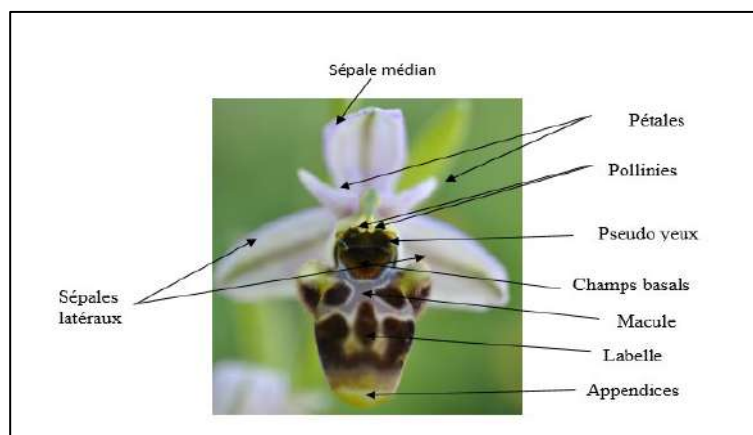 Sépale médian
Pétales
Pollinies
Pseudo yeux
Champs basals
Sépales
latéraux
Macule
Labelle
Appendices